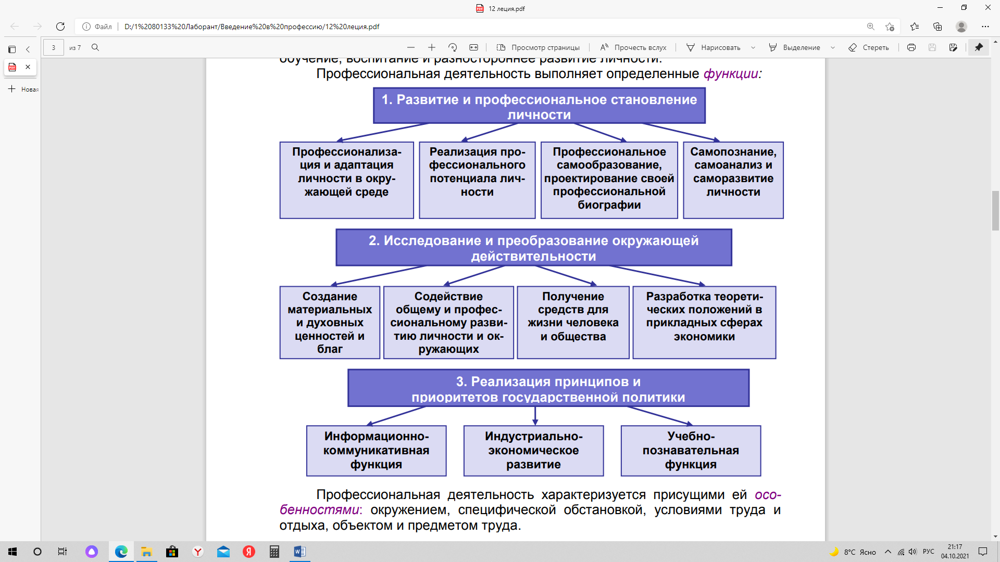 12 леция.pdf
Файл
D:/1%2080133%20Лаборант/Введение%20в%20профессию/12%20леция.pdf
3
из 7
Просмотр страницы
Прочесть вслух
Нарисовать
Выделение
Стереть
Новая
обучение, воспитание и разностороннее развитие личности.
Профессиональная деятельность выполняет определенные функции:
1. Развитие и профессиональное становление
личности
Профессионализа-
ция и адаптация
личности в окру-
жающей среде
Реализация про-
фессионального
потенциала лич-
ности
Профессиональное
самообразование,
проектирование своей
профессиональной
биографии
Самопознание,
самоанализ и
саморазвитие
личности
2. Исследование и преобразование окружающей
действительности
Создание
материальных
и духовных
ценностей и
благ
Содействие
общему и профес-
сиональному разви-
тию личности и ок-
ружающих
Получение
средств для
жизни человека
и общества
Разработка теорети-
ческих положений в
прикладных сферах
экономики
3. Реализация принципов и
приоритетов государственной политики
Информационно-
коммуникативная
функция
Индустриально-
экономическое
развитие
Учебно-
познавательная
функция
Профессиональная деятельность характеризуется присущими ей осо-
бенностями: окружением, специфической обстановкой, условиями труда и
отдыха, объектом и предметом труда.
8°C Ясно
РУС
21:17
04.10.2021